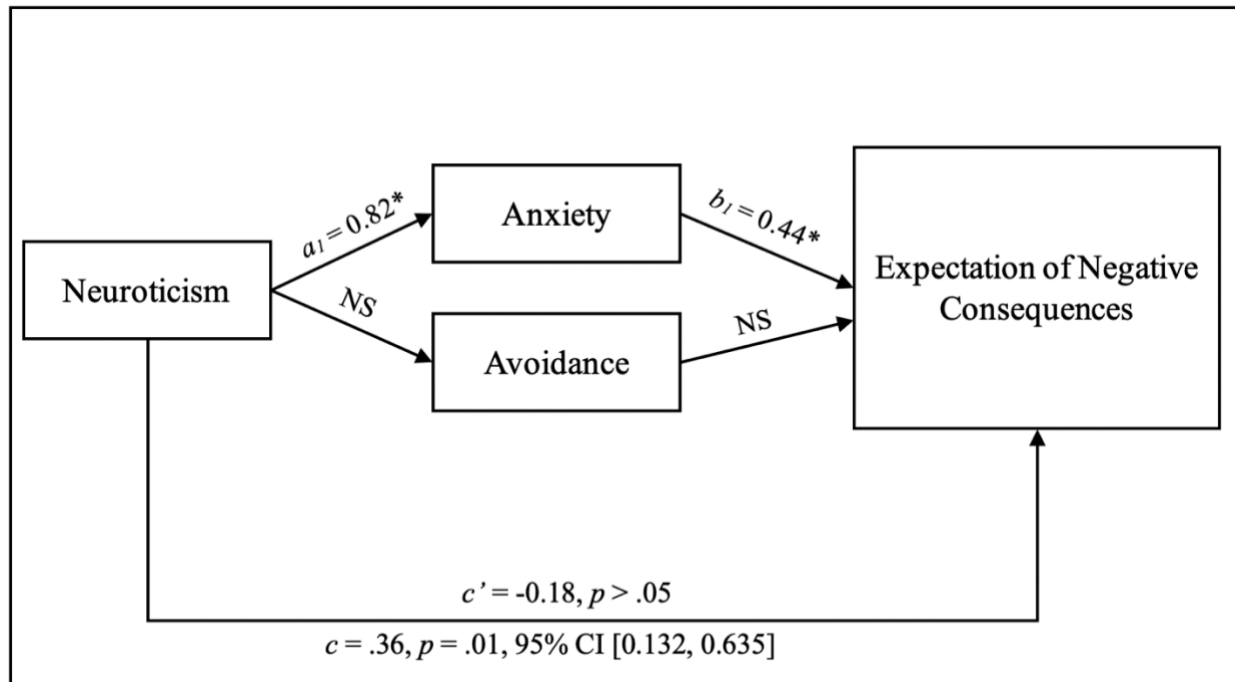 a₁ = 0.82*
Anxiety
b₁ = 0.44*
Neuroticism
Expectation of Negative
Consequences
NS
Avoidance
NS
c’ = -0.18, p > .05
c = .36, p = .01, 95% CI [0.132, 0.635]